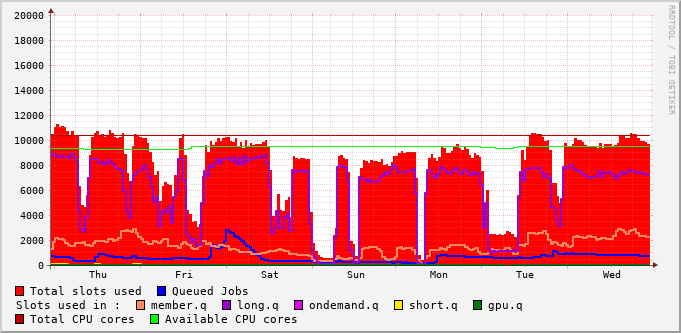 20000
18000
16000
14000
12000
10000
8000
6000
4000
2000
0
Thu Fri Sat Sun Mon Tue Wed
RRDTOOL / TOBI OETIKER
Total slots used Queued Jobs
Slots used in : member.q long.q ondemand.q short.q gpu.q
Total CPU cores Available CPU cores